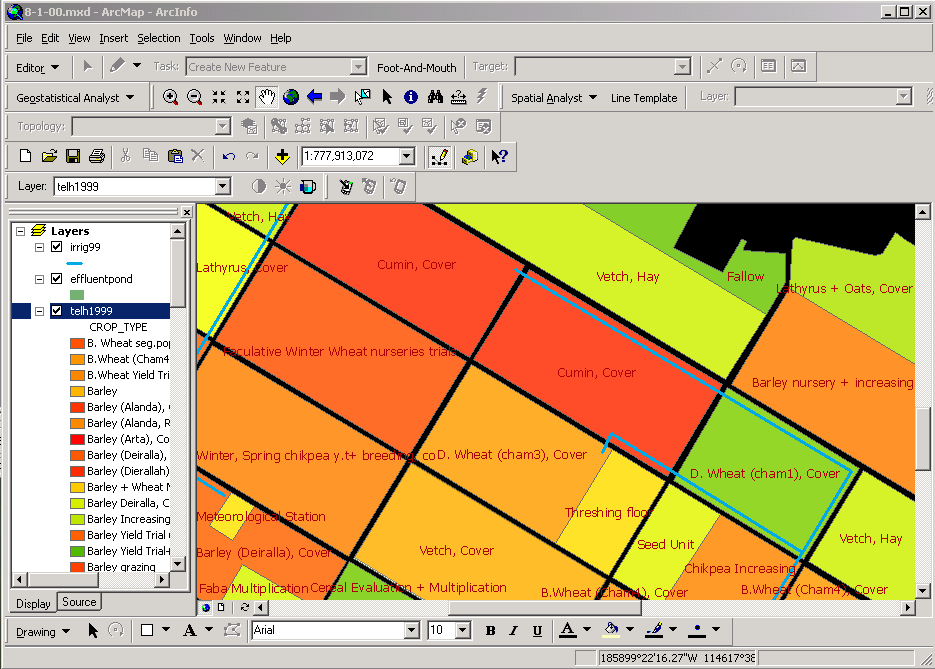 8-1-00.mxd - ArcMap - ArcInfo
File Edit View Insert Selection Tools Window Help
Editor Task: Create New Feature Foot-And-Mouth Target:
Geostatistical Analyst Spatial Analyst Line Template Layer:
Topology:
1:777,913,072
Layer: telh1999
Layers
irrig99
effluentpond
telh1999
CROP_TYPE
B. Wheat seg.pop
B.Wheat (Cham4
B.Wheat Yield Tri
Barley
Barley (Alanda),
Barley (Alanda, R
Barley (Arta), Co
Barley (Deiralla),
Barley (Dierallah)
Barley + Wheat
Barley Deiralla, C
Barley Increasing
Barley Yield Trial
Barley Yield Trial+
Barley grazing
Display Source
Vetch, Hay
Lathyrus, Cover
Cumin, Cover
Vetch, Hay
Fallow
Lathyrus + Oats, Cover
Speculative Winter Wheat nurseries trials
Cumin, Cover
Barley nursery + increasing
Winter, Spring chikpea y.t+ breeding, co
D. Wheat (cham3), Cover
D. Wheat (cham1), Cover
Meteorological Station
Threshing floor
Barley (Deiralla), Cover
Vetch, Cover
Seed Unit
Vetch, Hay
Chikpea Increasing
Faba Multiplication
Cereal Evaluation + Multiplication
B.Wheat (Cham4), Cover
B.Wheat (Cham4), Cover
Drawing A Arial 10 B I U A
185899°22'16.27"W 114617°38